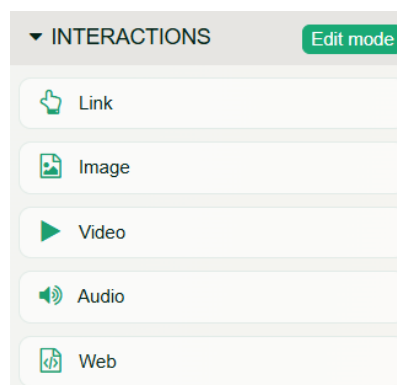 INTERACTIONS Edit mode
Link
Image
Video
Audio
Web